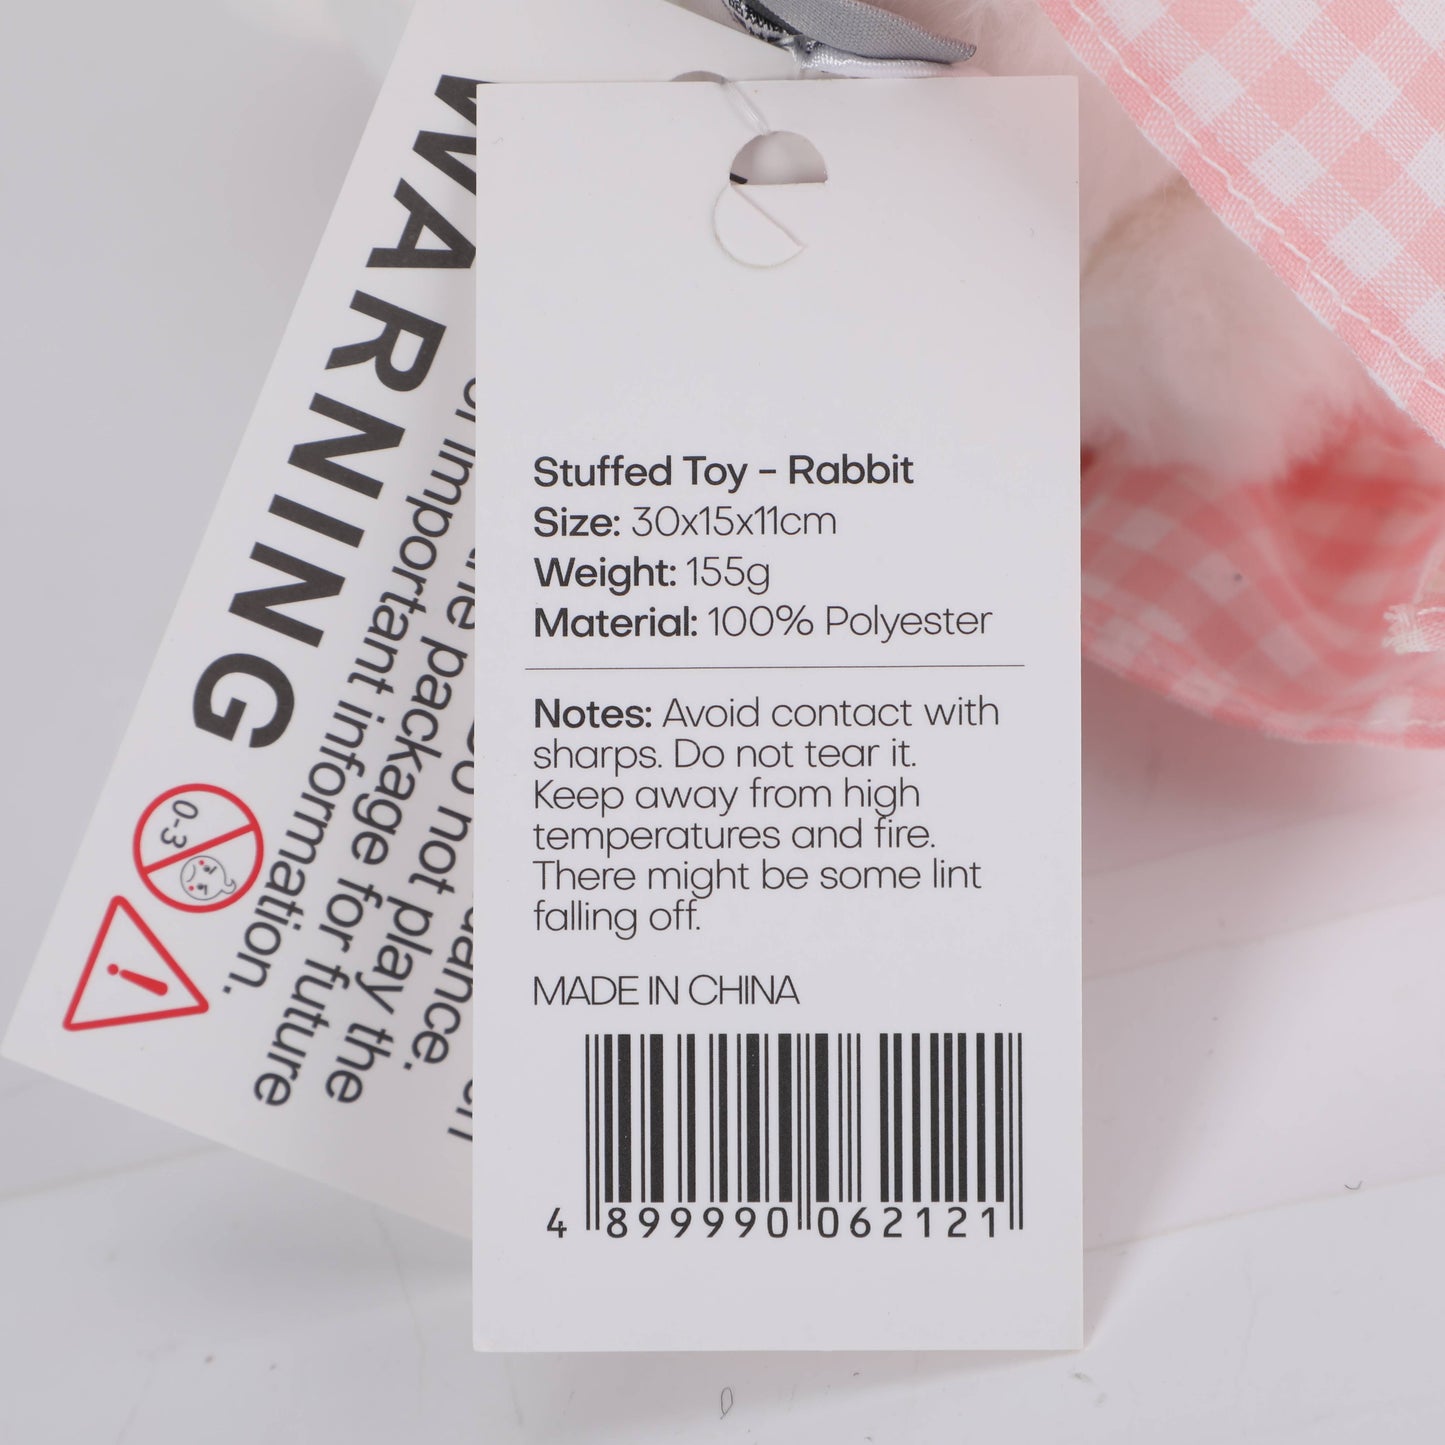 Stuffed Toy – Rabbit
Size: 30x15x11cm
Weight: 155g
Material: 100% Polyester
Notes: Avoid contact with
sharps. Do not tear it.
Keep away from high
temperatures and fire.
There might be some lint
falling off.
MADE IN CHINA
4 899990 062121
WARNING
0-3
not play the
package for future
important information.